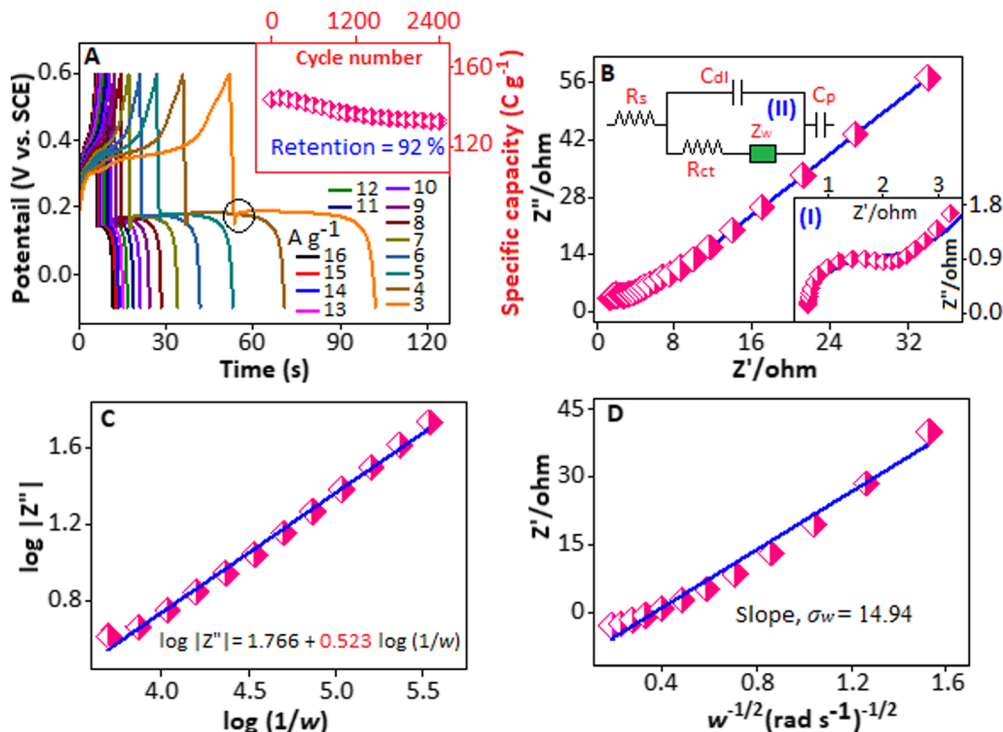 A
0 1200 2400
Cycle number
160
120
Specific capacity (C g⁻¹)
Retention = 92 %
0.6
0.4
0.2
0.0
Potentail (V vs. SCE)
12
11
10
9
8
7
6
5
4
3
A g⁻¹
16
15
14
13
0 30 60 90 120
Time (s)
B
Rs
Cdl
(II)
Cp
Rct
Zw
56
42
28
14
0
Z"/ohm
1 2 3
Z'/ohm
(I)
1.8
0.9
0.0
Z"/ohm
0 8 16 24 32
Z'/ohm
C
1.6
1.2
0.8
log |Z"|
log |Z"| = 1.766 + 0.523 log (1/w)
4.0 4.5 5.0 5.5
log (1/w)
D
45
30
15
0
Z'/ohm
Slope, σw = 14.94
0.4 0.8 1.2 1.6
w⁻¹/² (rad s⁻¹)⁻¹/²